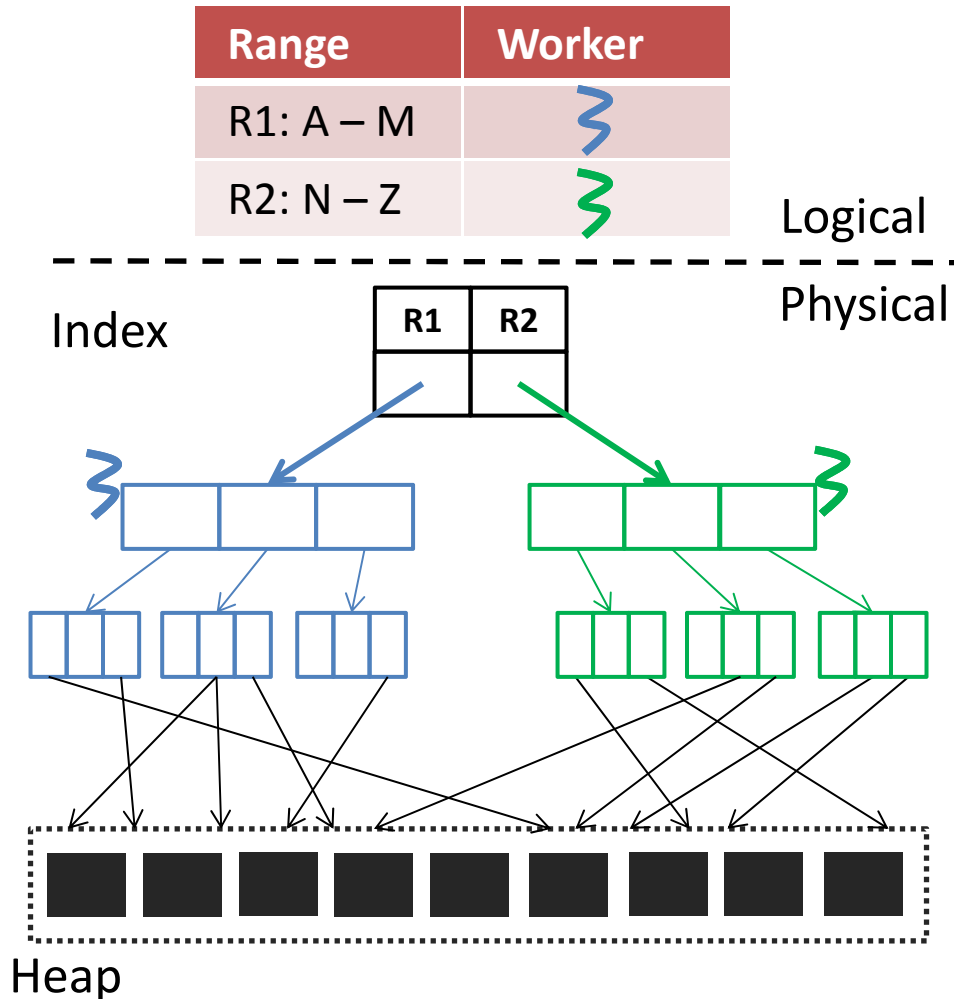 Range Worker
R1: A – M
R2: N – Z
Logical
Physical
Index
R1 R2
Heap